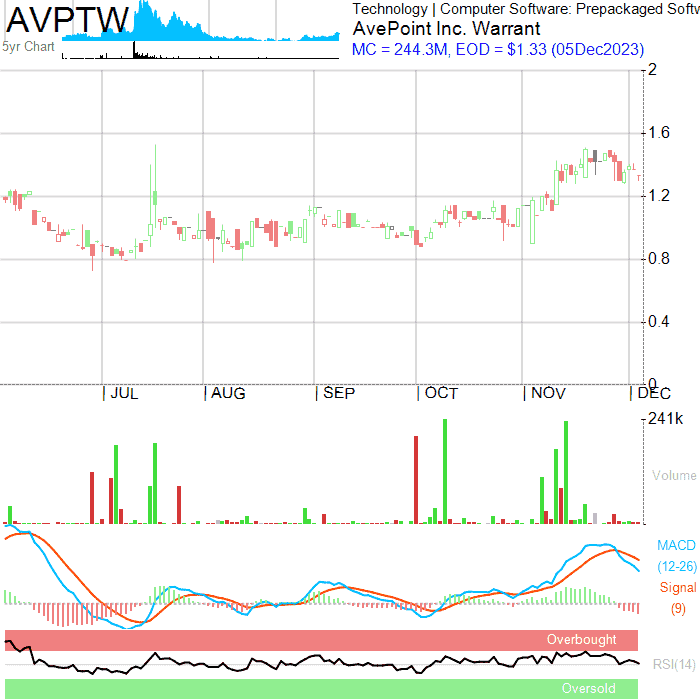 AVPTW
5yr Chart
Technology | Computer Software: Prepackaged Softw
AvePoint Inc. Warrant
MC = 244.3M, EOD = $1.33 (05Dec2023)
2
1.6
1.2
0.8
0.4
0
JUL AUG SEP OCT NOV DEC
241k
Volume
MACD
(12-26)
Signal
(9)
Overbought
RSI(14)
Oversold